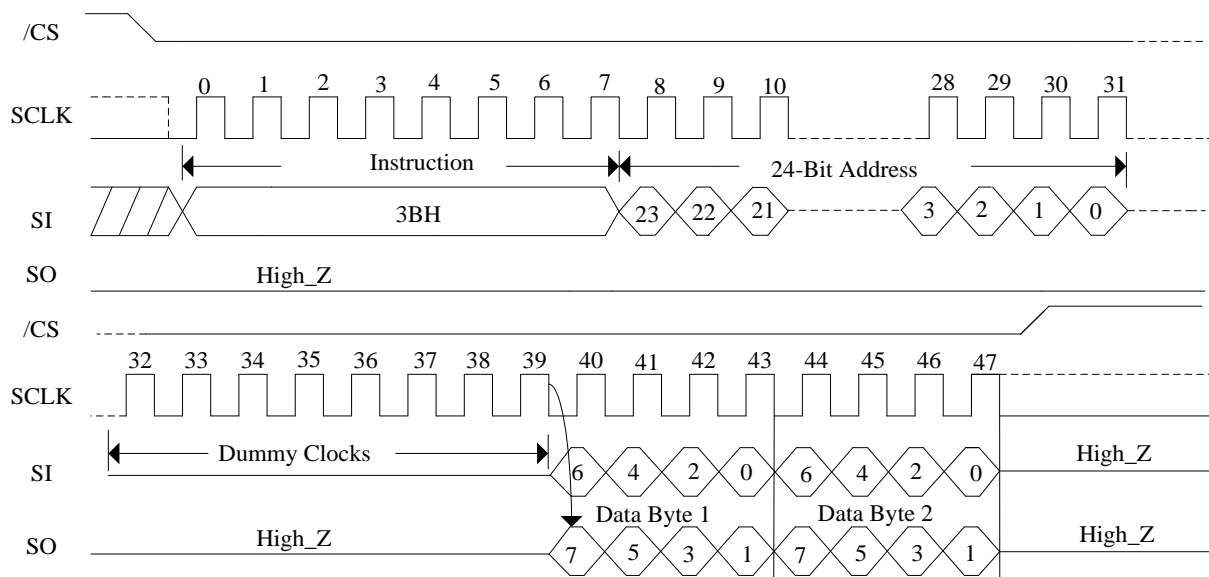 /CS
0 1 2 3 4 5 6 7 8 9 10 28 29 30 31
SCLK
Instruction 24-Bit Address
SI 3BH 23 22 21 3 2 1 0
SO High_Z
/CS
32 33 34 35 36 37 38 39 40 41 42 43 44 45 46 47
SCLK
Dummy Clocks High_Z
SI 6 4 2 0 6 4 2 0
Data Byte 1 Data Byte 2
SO High_Z 7 5 3 1 7 5 3 1 High_Z